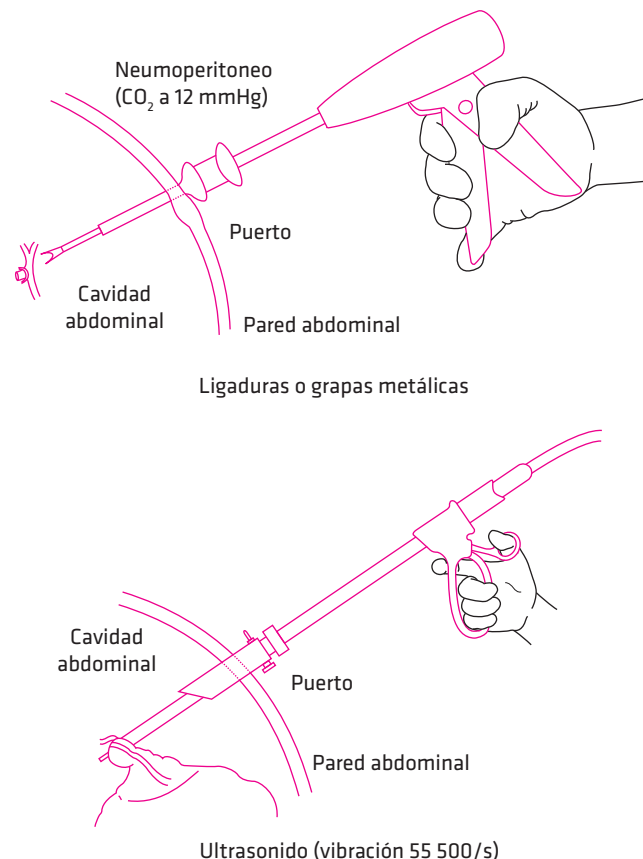 Neumoperitoneo
(CO₂ a 12 mmHg)
Puerto
Cavidad
abdominal
Pared abdominal
Ligaduras o grapas metálicas
Cavidad
abdominal
Puerto
Pared abdominal
Ultrasonido (vibración 55 500/s)